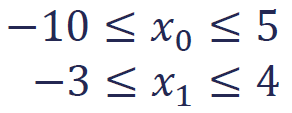 −10 ≤ x₀ ≤ 5
−3 ≤ x₁ ≤ 4